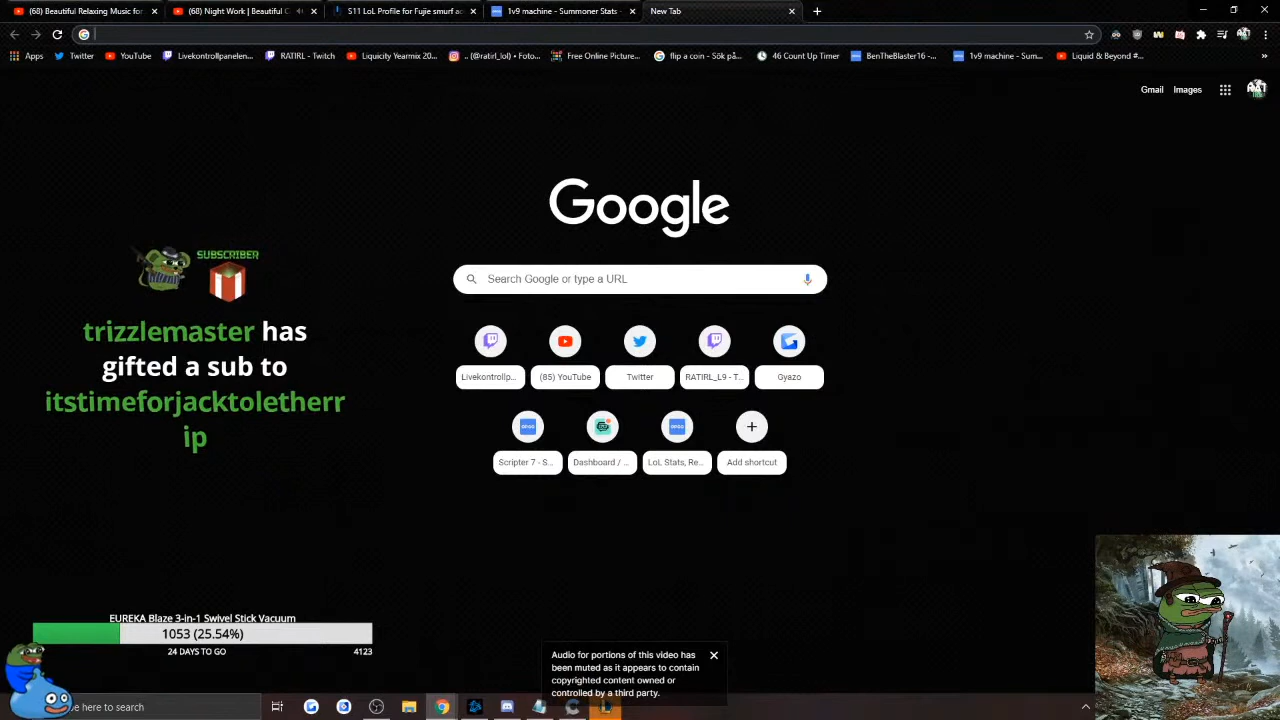 (68) Beautiful Relaxing Music for
(68) Night Work | Beautiful C
S11 LoL Profile for Fujie smurf ac
1v9 machine - Summoner Stats -
New Tab
Apps
Twitter
YouTube
Livekontrollpanelen...
RATIRL - Twitch
Liquicity Yearmix 20...
.. (@ratirl_lol) • Foto...
Free Online Picture...
flip a coin - Sök på...
46 Count Up Timer
BenTheBlaster16 -...
1v9 machine - Sum...
Liquid & Beyond #...
Gmail
Images
Google
Search Google or type a URL
Livekontrollp...
(85) YouTube
Twitter
RATIRL_L9 - T...
Gyazo
Scripter 7 - S...
Dashboard / ...
LoL Stats, Re...
Add shortcut
SUBSCRIBER
trizzlemaster has
gifted a sub to
itstimeforjacktoletherr
ip
EUREKA Blaze 3-in-1 Swivel Stick Vacuum
1053 (25.54%)
24 DAYS TO GO
4123
Audio for portions of this video has
been muted as it appears to contain
copyrighted content owned or
controlled by a third party.
here to search